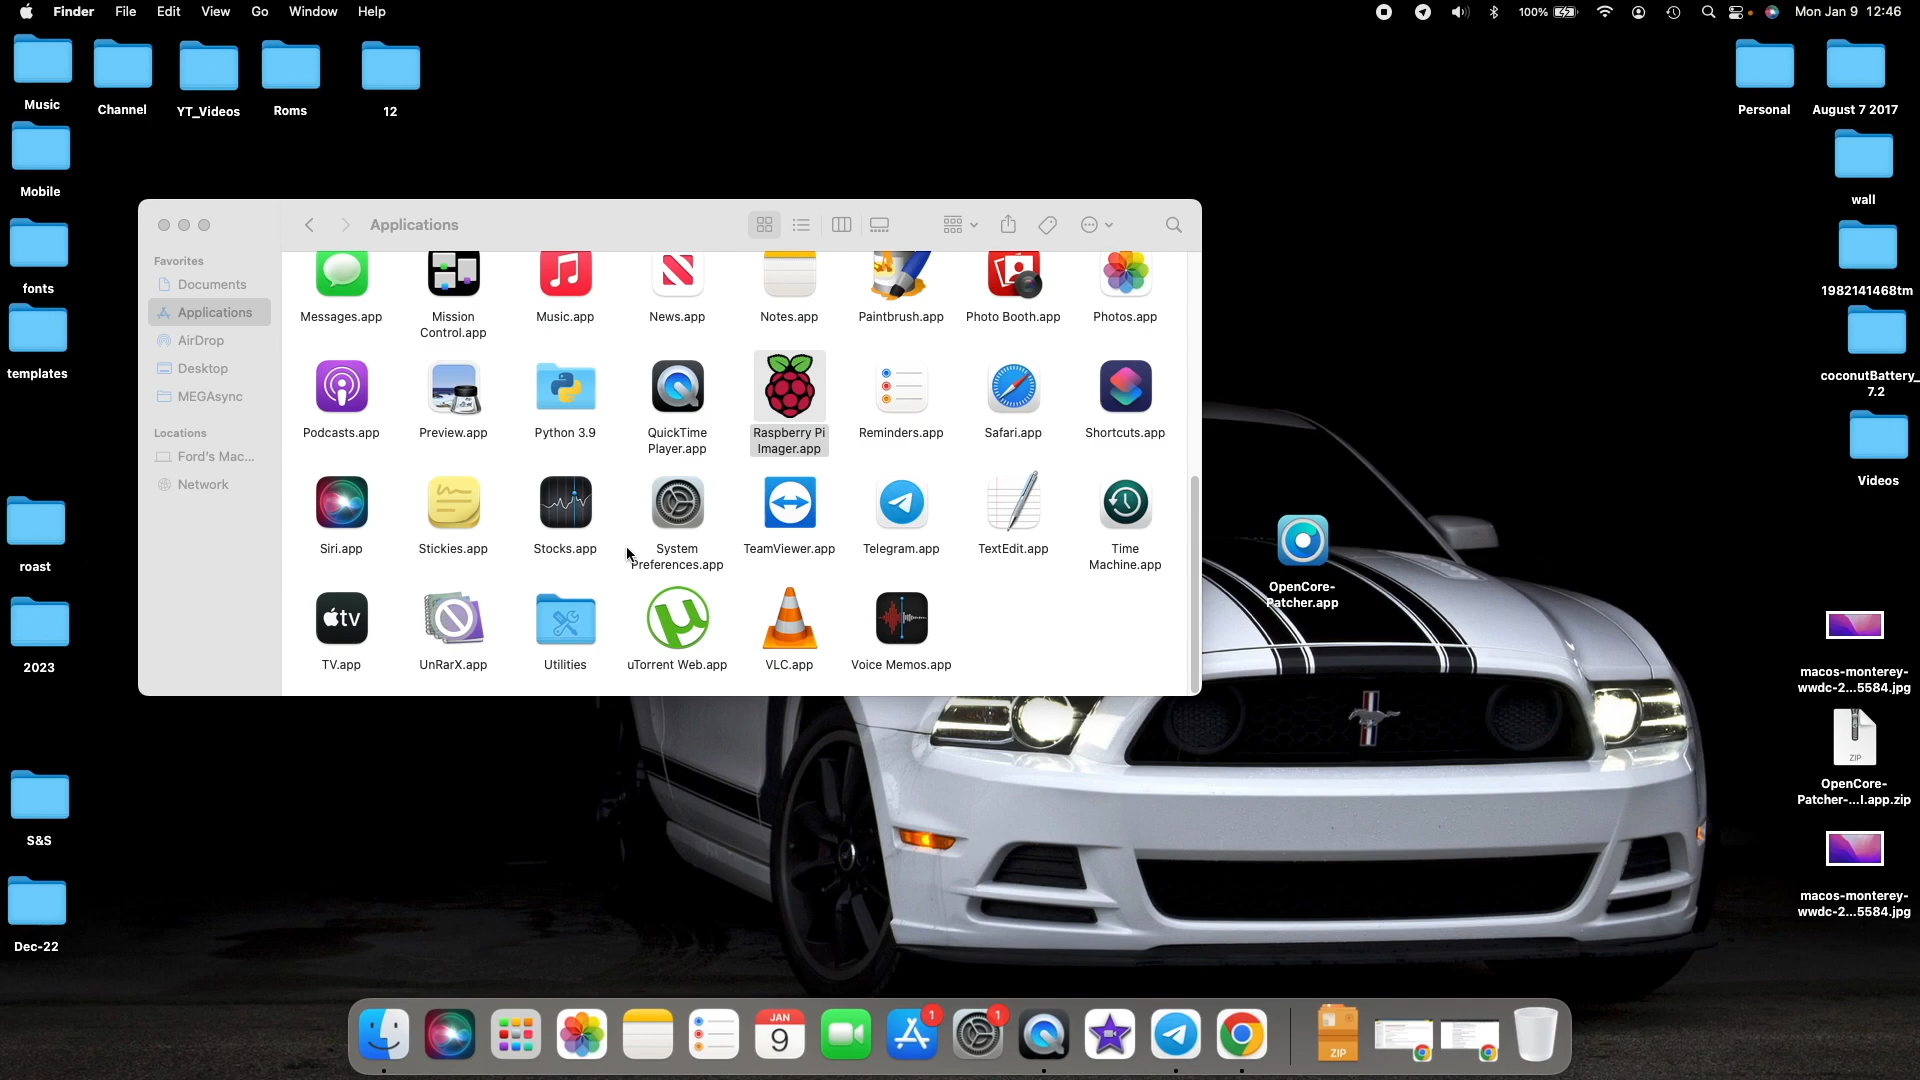 Finder File Edit View Go Window Help
100% Mon Jan 9 12:46
Music
Channel
YT_Videos
Roms
12
Personal
August 7 2017
Mobile
wall
fonts
1982141468tm
templates
coconutBattery_
7.2
Videos
roast
2023
S&S
Dec-22
Applications
Favorites
Documents
Applications
AirDrop
Desktop
MEGAsync
Locations
Ford's Mac...
Network
Messages.app
Mission
Control.app
Music.app
News.app
Notes.app
Paintbrush.app
Photo Booth.app
Photos.app
Podcasts.app
Preview.app
Python 3.9
QuickTime
Player.app
Raspberry Pi
Imager.app
Reminders.app
Safari.app
Shortcuts.app
Siri.app
Stickies.app
Stocks.app
System
Preferences.app
TeamViewer.app
Telegram.app
TextEdit.app
Time
Machine.app
tv
TV.app
UnRarX.app
Utilities
uTorrent Web.app
VLC.app
Voice Memos.app
OpenCore-
Patcher.app
macos-monterey-
wwdc-2...5584.jpg
ZIP
OpenCore-
Patcher-...I.app.zip
macos-monterey-
wwdc-2...5584.jpg
JAN
9
1
1
ZIP